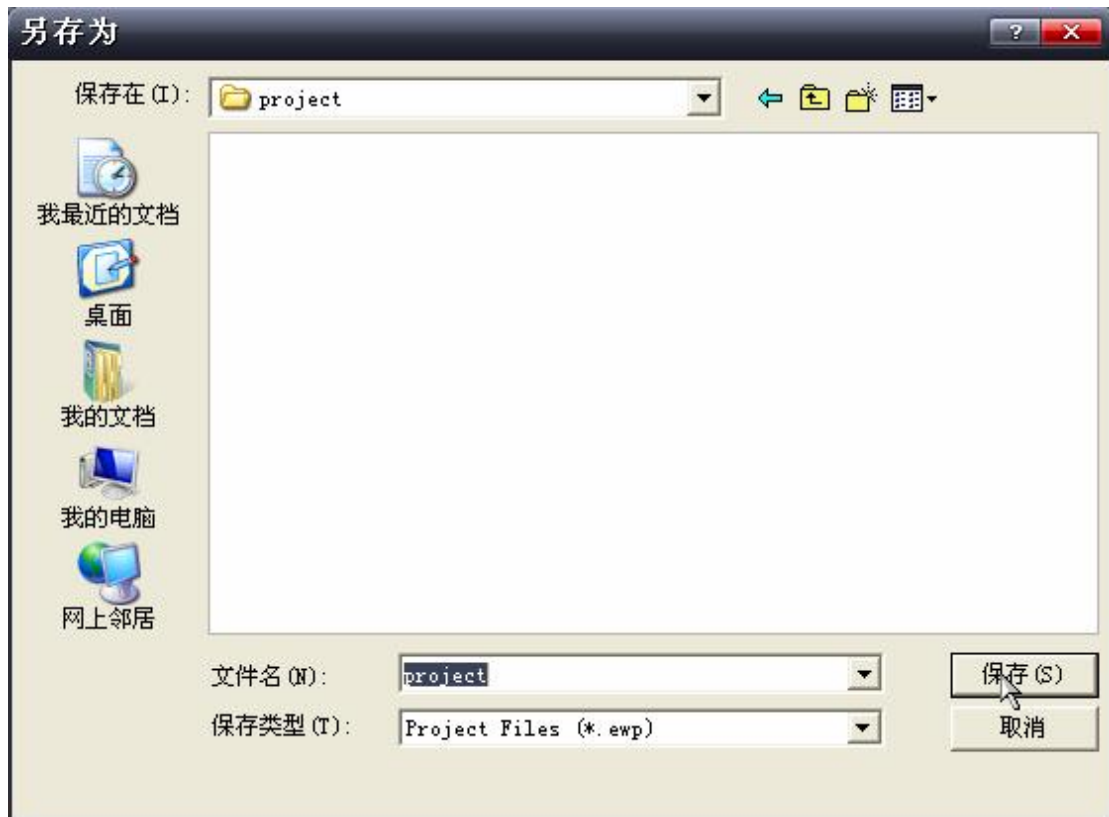 另存为
保存在(I):
project
我最近的文档
桌面
我的文档
我的电脑
网上邻居
文件名(N):
project
保存(S)
保存类型(T):
Project Files (*.ewp)
取消